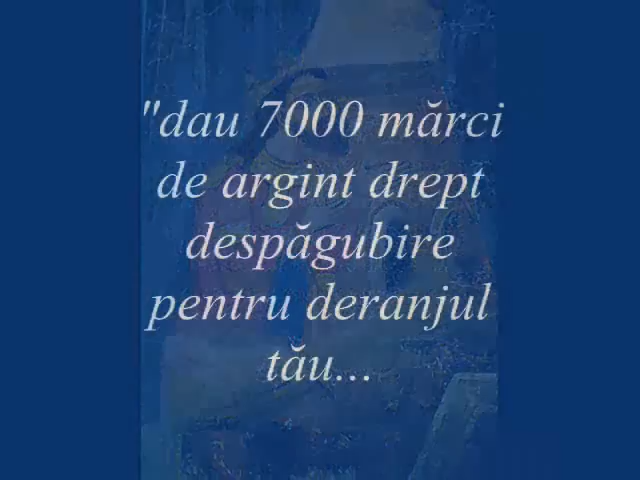 "dau 7000 mărci
de argint drept
despăgubire
pentru deranjul
tău...